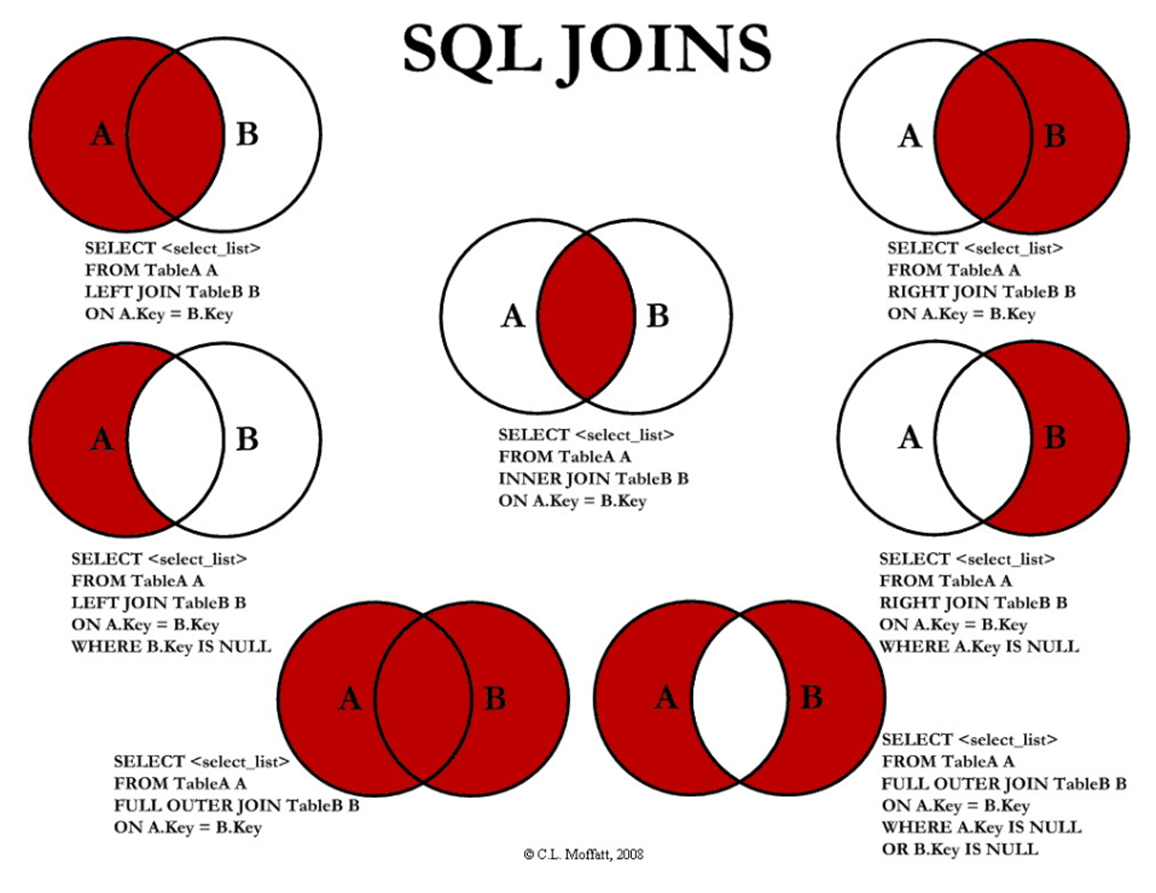 SQL JOINS
A B
SELECT <select_list>
FROM TableA A
LEFT JOIN TableB B
ON A.Key = B.Key
A B
SELECT <select_list>
FROM TableA A
RIGHT JOIN TableB B
ON A.Key = B.Key
A B
SELECT <select_list>
FROM TableA A
INNER JOIN TableB B
ON A.Key = B.Key
A B
SELECT <select_list>
FROM TableA A
LEFT JOIN TableB B
ON A.Key = B.Key
WHERE B.Key IS NULL
A B
SELECT <select_list>
FROM TableA A
RIGHT JOIN TableB B
ON A.Key = B.Key
WHERE A.Key IS NULL
A B
SELECT <select_list>
FROM TableA A
FULL OUTER JOIN TableB B
ON A.Key = B.Key
A B
SELECT <select_list>
FROM TableA A
FULL OUTER JOIN TableB B
ON A.Key = B.Key
WHERE A.Key IS NULL
OR B.Key IS NULL
© C.L. Moffatt, 2008